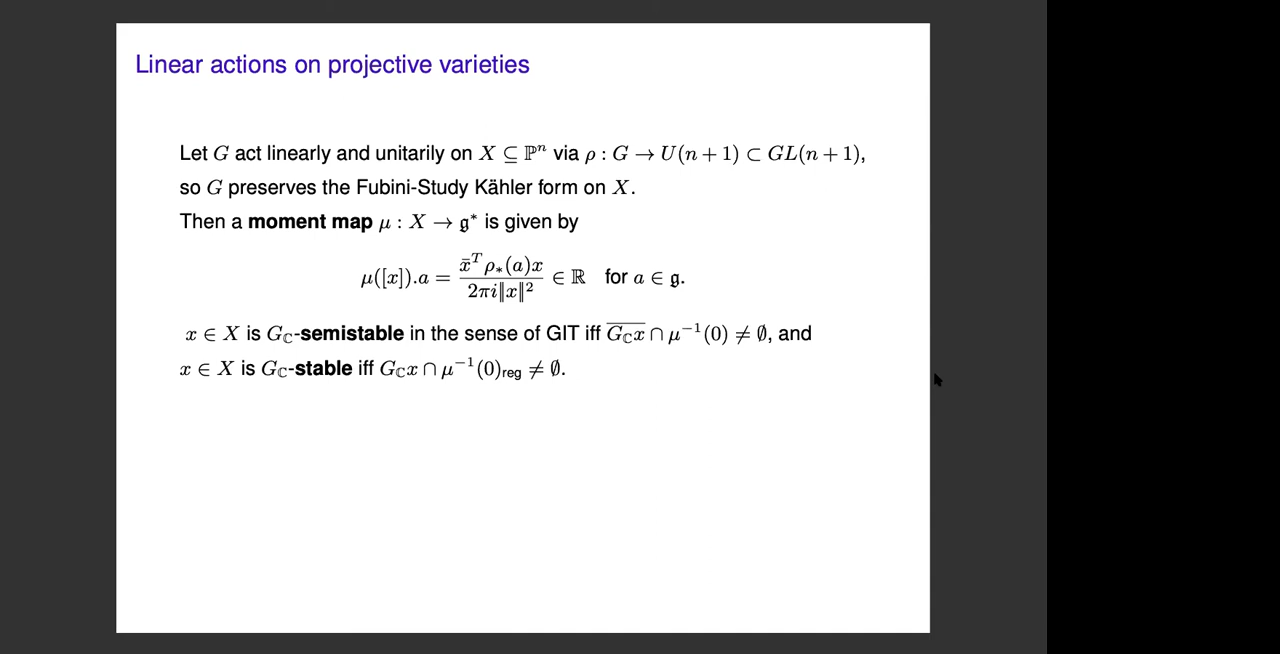 Linear actions on projective varieties
Let G act linearly and unitarily on X ⊆ ℙⁿ via ρ : G → U(n + 1) ⊂ GL(n + 1),
so G preserves the Fubini-Study Kähler form on X.
Then a moment map μ : X → 𝔤* is given by
μ([x]).a = x̄ᵀρ₊(a)x / 2πi‖x‖² ∈ ℝ for a ∈ 𝔤.
x ∈ X is G_ℂ-semistable in the sense of GIT iff \overline{G_ℂx} ∩ μ⁻¹(0) ≠ ∅, and
x ∈ X is G_ℂ-stable iff G_ℂx ∩ μ⁻¹(0)_reg ≠ ∅.